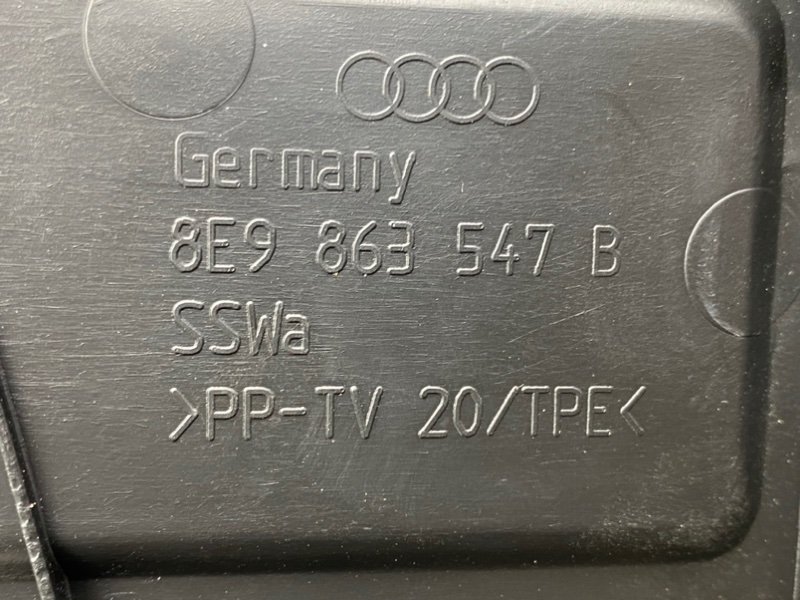 Germany
8E9 863 547 B
SSWa
>PP-TV 20/TPE<